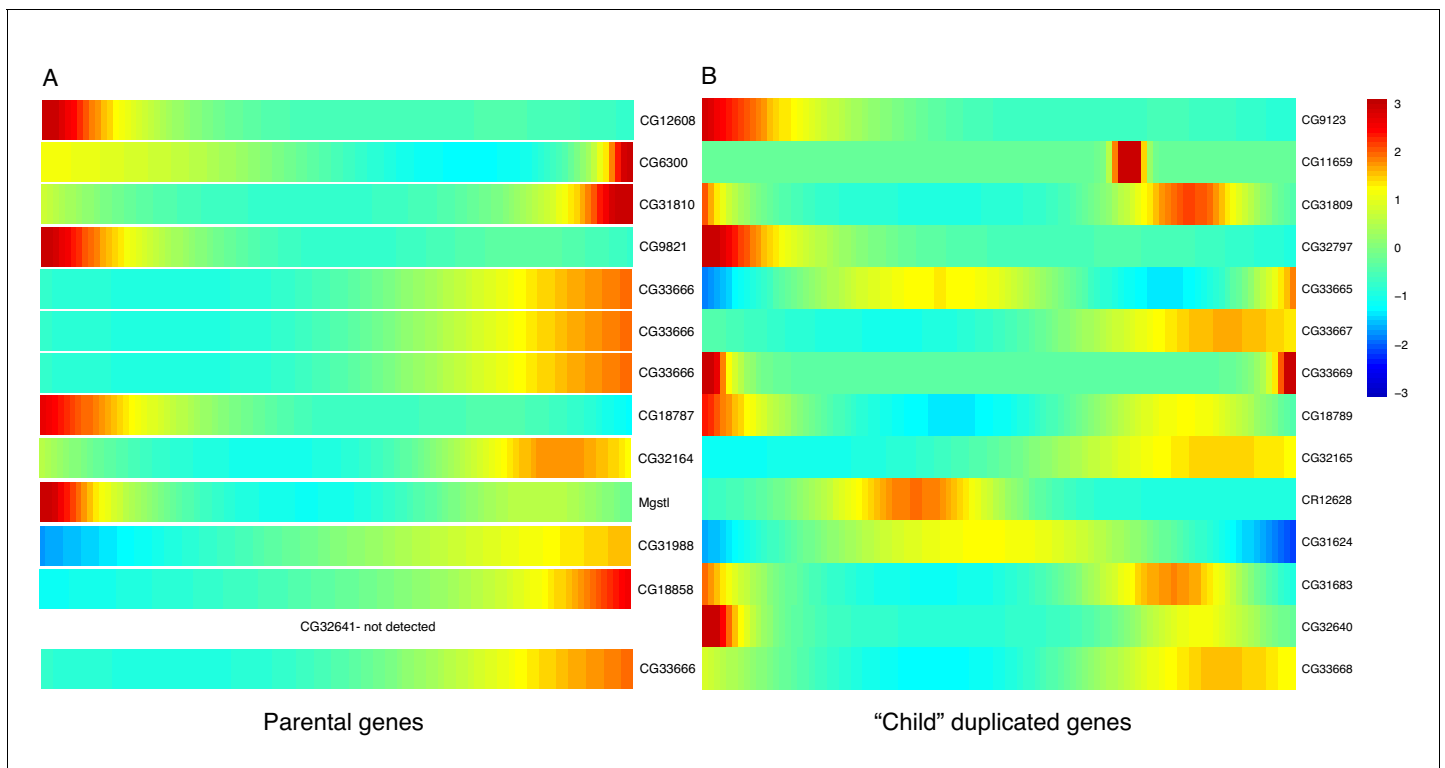 A
CG12608
CG6300
CG31810
CG9821
CG33666
CG33666
CG33666
CG18787
CG32164
Mgstl
CG31988
CG18858
CG32641- not detected
CG33666
Parental genes
B
CG9123
CG11659
CG31809
CG32797
CG33665
CG33667
CG33669
CG18789
CG32165
CR12628
CG31624
CG31683
CG32640
CG33668
“Child” duplicated genes
3
2
1
0
−1
−2
−3